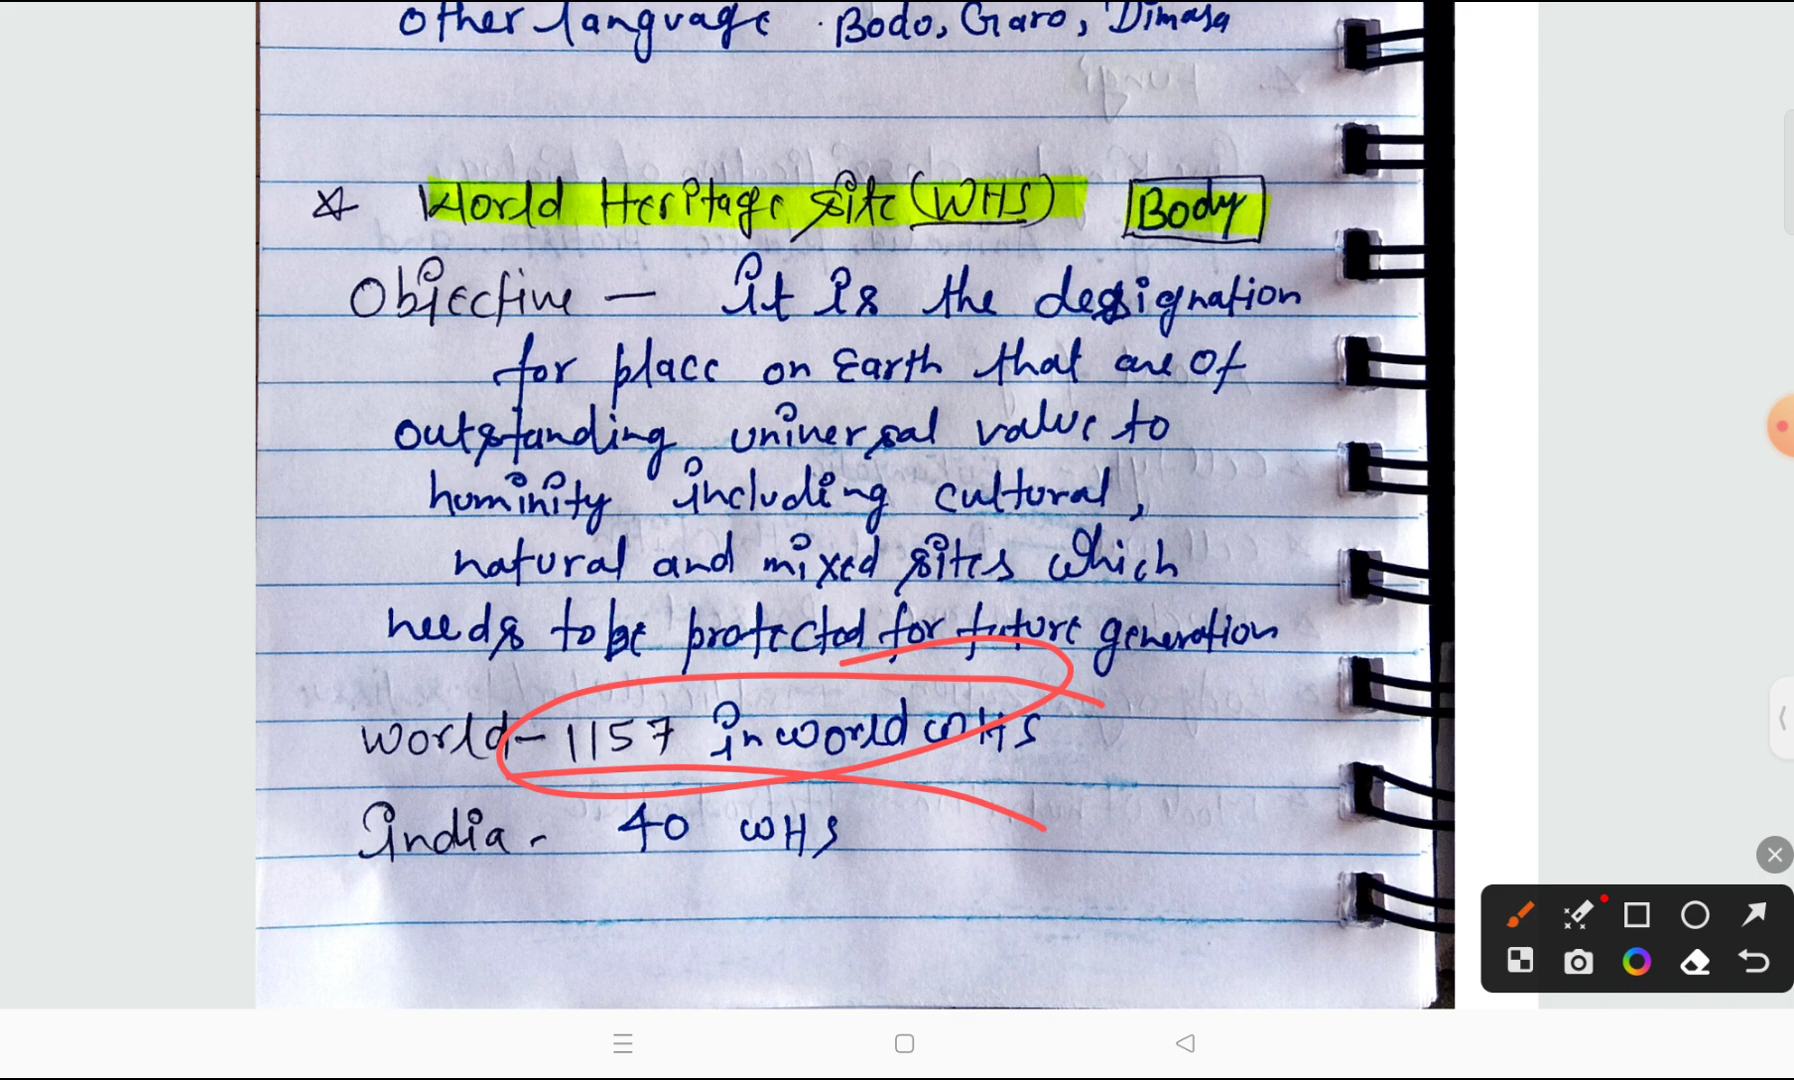 Other language . Bodo, Garo, Dimasa
World Heritage Site (WHS) Body
Objective — it is the designation
for place on Earth that are of
outstanding universal value to
huminity including cultural,
natural and mixed sites which
needs to be protected for future generation
World - 1157 in world WHS
India - 40 WHS